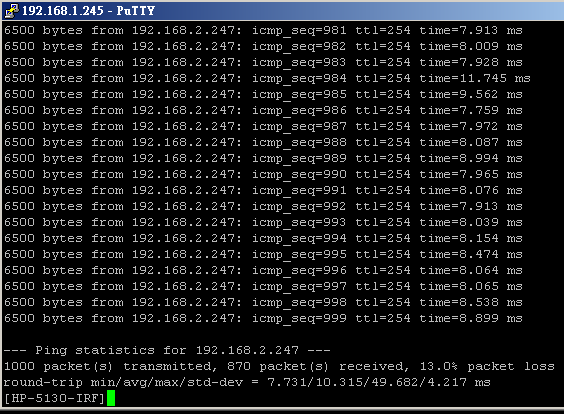 192.168.1.245 - PuTTY
6500 bytes from 192.168.2.247: icmp_seq=981 ttl=254 time=7.913 ms
6500 bytes from 192.168.2.247: icmp_seq=982 ttl=254 time=8.009 ms
6500 bytes from 192.168.2.247: icmp_seq=983 ttl=254 time=7.928 ms
6500 bytes from 192.168.2.247: icmp_seq=984 ttl=254 time=11.745 ms
6500 bytes from 192.168.2.247: icmp_seq=985 ttl=254 time=9.562 ms
6500 bytes from 192.168.2.247: icmp_seq=986 ttl=254 time=7.759 ms
6500 bytes from 192.168.2.247: icmp_seq=987 ttl=254 time=7.972 ms
6500 bytes from 192.168.2.247: icmp_seq=988 ttl=254 time=8.087 ms
6500 bytes from 192.168.2.247: icmp_seq=989 ttl=254 time=8.994 ms
6500 bytes from 192.168.2.247: icmp_seq=990 ttl=254 time=7.965 ms
6500 bytes from 192.168.2.247: icmp_seq=991 ttl=254 time=8.076 ms
6500 bytes from 192.168.2.247: icmp_seq=992 ttl=254 time=7.913 ms
6500 bytes from 192.168.2.247: icmp_seq=993 ttl=254 time=8.039 ms
6500 bytes from 192.168.2.247: icmp_seq=994 ttl=254 time=8.154 ms
6500 bytes from 192.168.2.247: icmp_seq=995 ttl=254 time=8.474 ms
6500 bytes from 192.168.2.247: icmp_seq=996 ttl=254 time=8.064 ms
6500 bytes from 192.168.2.247: icmp_seq=997 ttl=254 time=8.065 ms
6500 bytes from 192.168.2.247: icmp_seq=998 ttl=254 time=8.538 ms
6500 bytes from 192.168.2.247: icmp_seq=999 ttl=254 time=8.899 ms
--- Ping statistics for 192.168.2.247 ---
1000 packet(s) transmitted, 870 packet(s) received, 13.0% packet loss
round-trip min/avg/max/std-dev = 7.731/10.315/49.682/4.217 ms
[HP-5130-IRF]